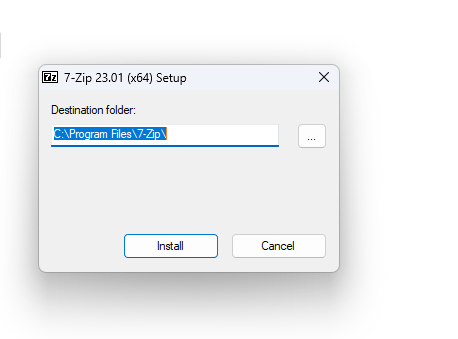 7z 7-Zip 23.01 (x64) Setup
Destination folder:
C:\Program Files\7-Zip\
...
Install Cancel